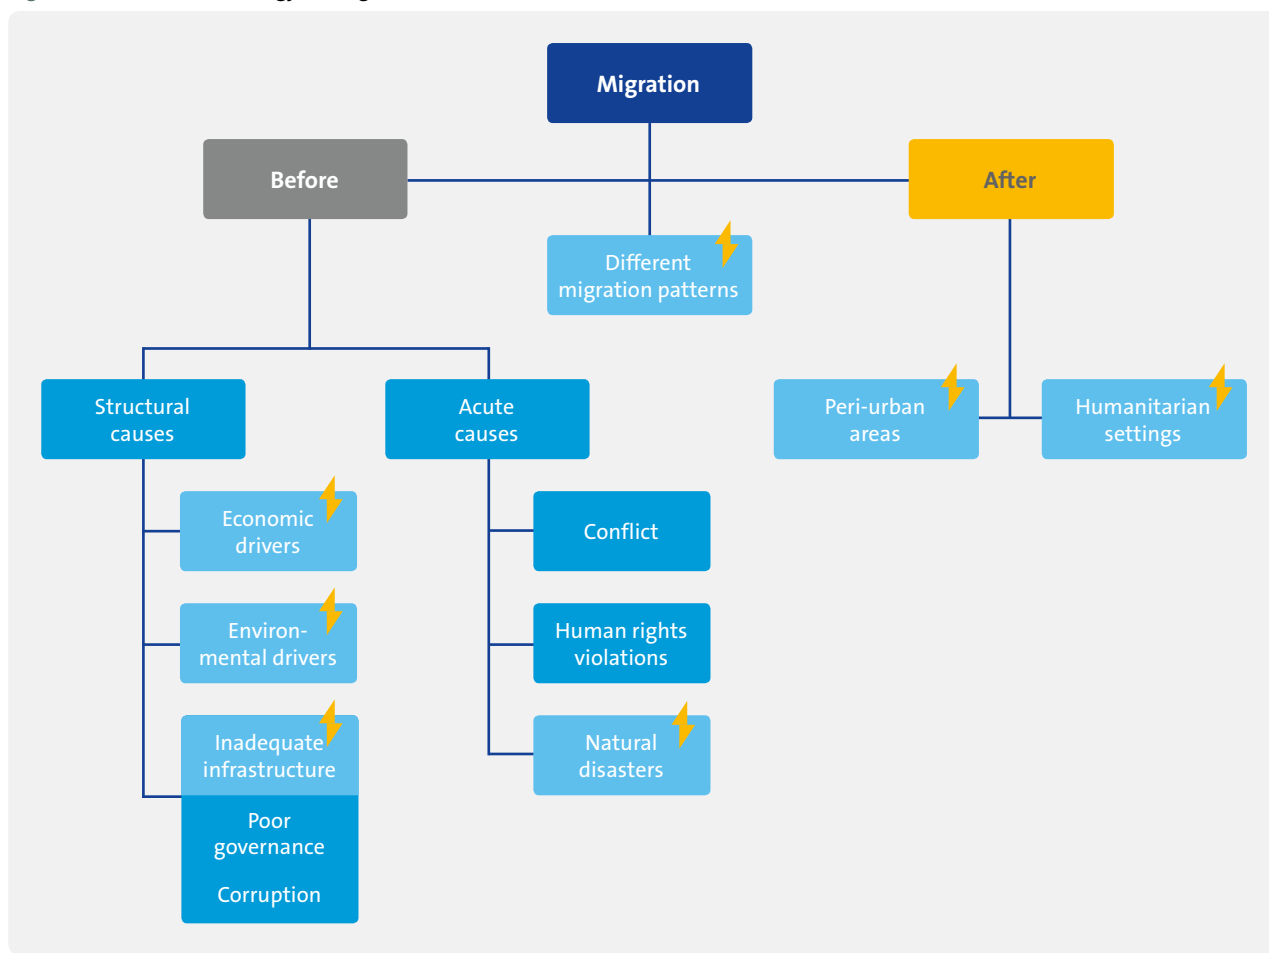 Migration
Before
After
Different
migration patterns
Structural
causes
Acute
causes
Peri-urban
areas
Humanitarian
settings
Economic
drivers
Conflict
Environ-
mental drivers
Human rights
violations
Inadequate
infrastructure
Natural
disasters
Poor
governance
Corruption